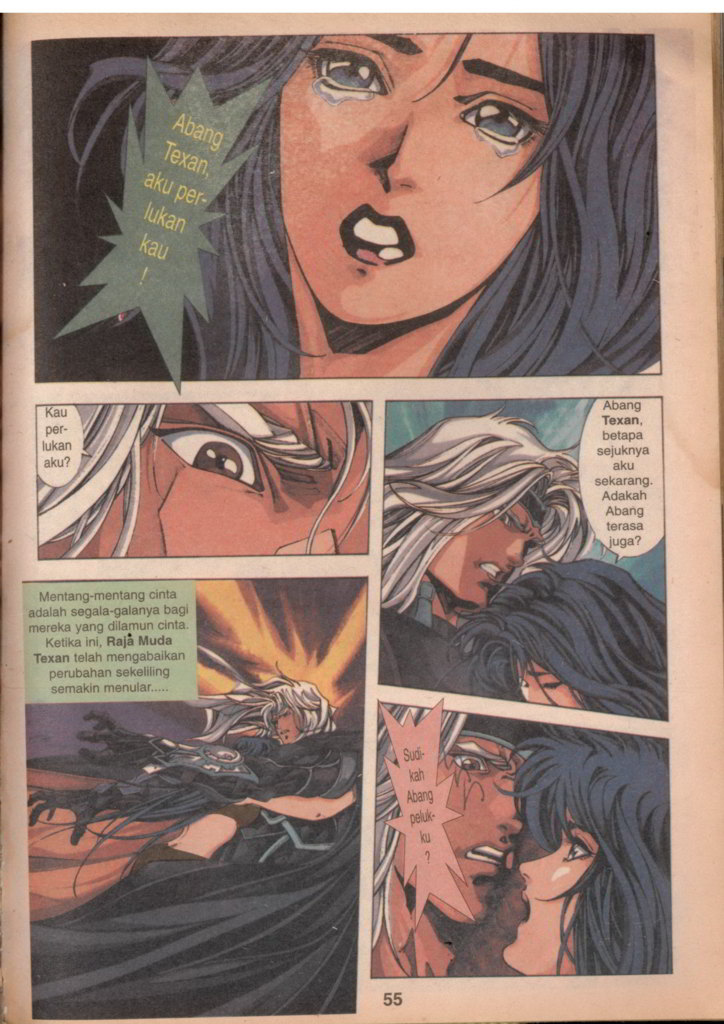 Abang
Texan,
aku per-
lukan
kau
!
Kau
per-
lukan
aku?
Abang
Texan,
betapa
sejuknya
aku
sekarang.
Adakah
Abang
terasa
juga?
Mentang-mentang cinta
adalah segala-galanya bagi
mereka yang dilamun cinta.
Ketika ini, Raja Muda
Texan telah mengabaikan
perubahan sekeliling
semakin menular.....
Sudi-
kah
Abang
peluk-
ku
?
55